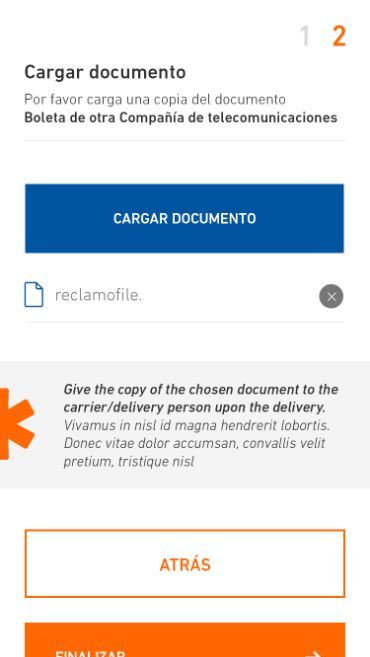 1 2
Cargar documento
Por favor carga una copia del documento
Boleta de otra Compañía de telecomunicaciones
CARGAR DOCUMENTO
reclamofile.
Give the copy of the chosen document to the
carrier/delivery person upon the delivery.
Vivamus in nisl id magna hendrerit lobortis.
Donec vitae dolor accumsan, convallis velit
pretium, tristique nisl
ATRÁS
FINALIZAR